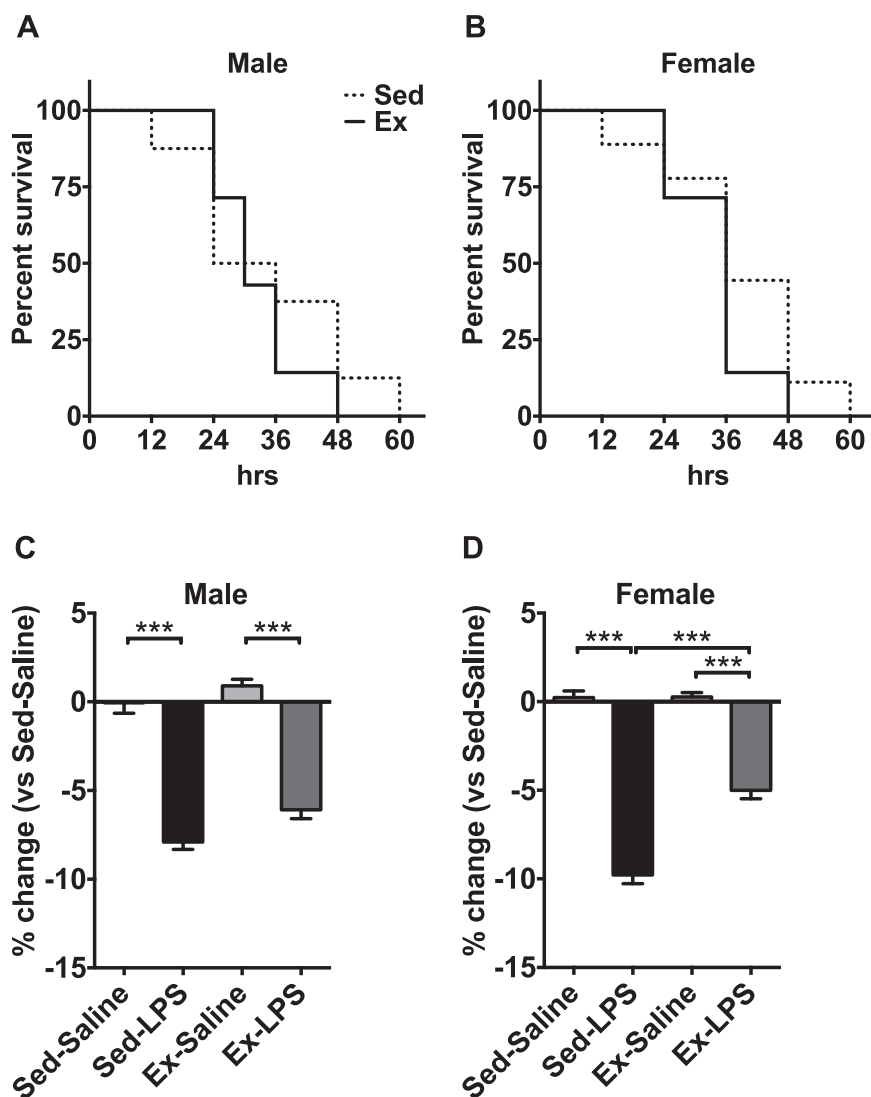 A
Male
Sed
Ex
Percent survival
100
75
50
25
0
0 12 24 36 48 60
hrs
B
Female
Percent survival
100
75
50
25
0
0 12 24 36 48 60
hrs
C
Male
% change (vs Sed-Saline)
5
0
-5
-10
-15
*** ***
Sed-Saline
Sed-LPS
Ex-Saline
Ex-LPS
D
Female
% change (vs Sed-Saline)
5
0
-5
-10
-15
*** ***
***
Sed-Saline
Sed-LPS
Ex-Saline
Ex-LPS